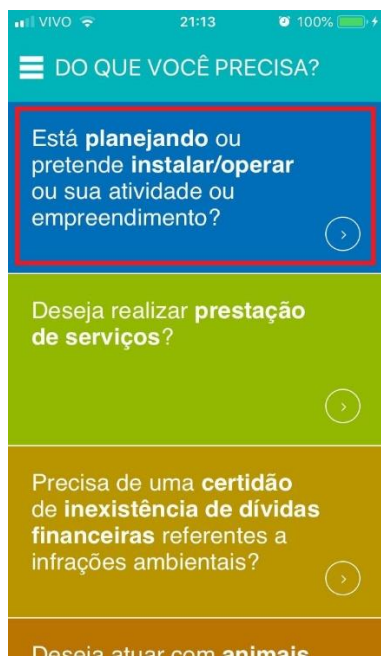 VIVO 21:13 100%
DO QUE VOCÊ PRECISA?
Está planejando ou
pretende instalar/operar
ou sua atividade ou
empreendimento?
Deseja realizar prestação
de serviços?
Precisa de uma certidão
de inexistência de dívidas
financeiras referentes a
infrações ambientais?
Deseja atuar com animais